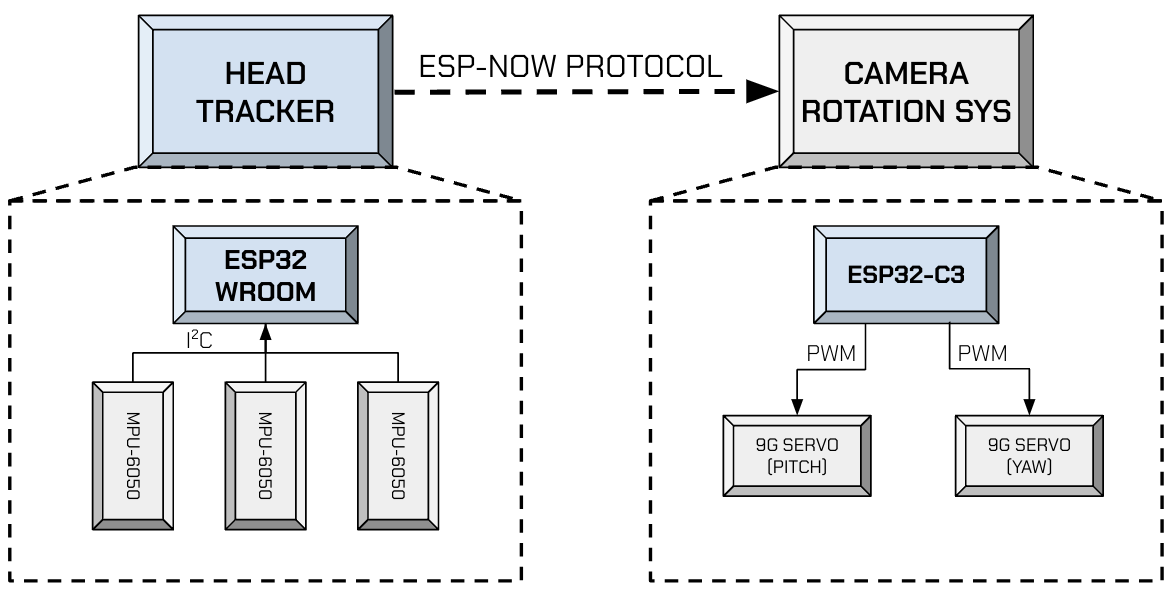 HEAD
TRACKER
ESP-NOW PROTOCOL
CAMERA
ROTATION SYS
ESP32
WROOM
I²C
MPU-6050
MPU-6050
MPU-6050
ESP32-C3
PWM
PWM
9G SERVO
(PITCH)
9G SERVO
(YAW)